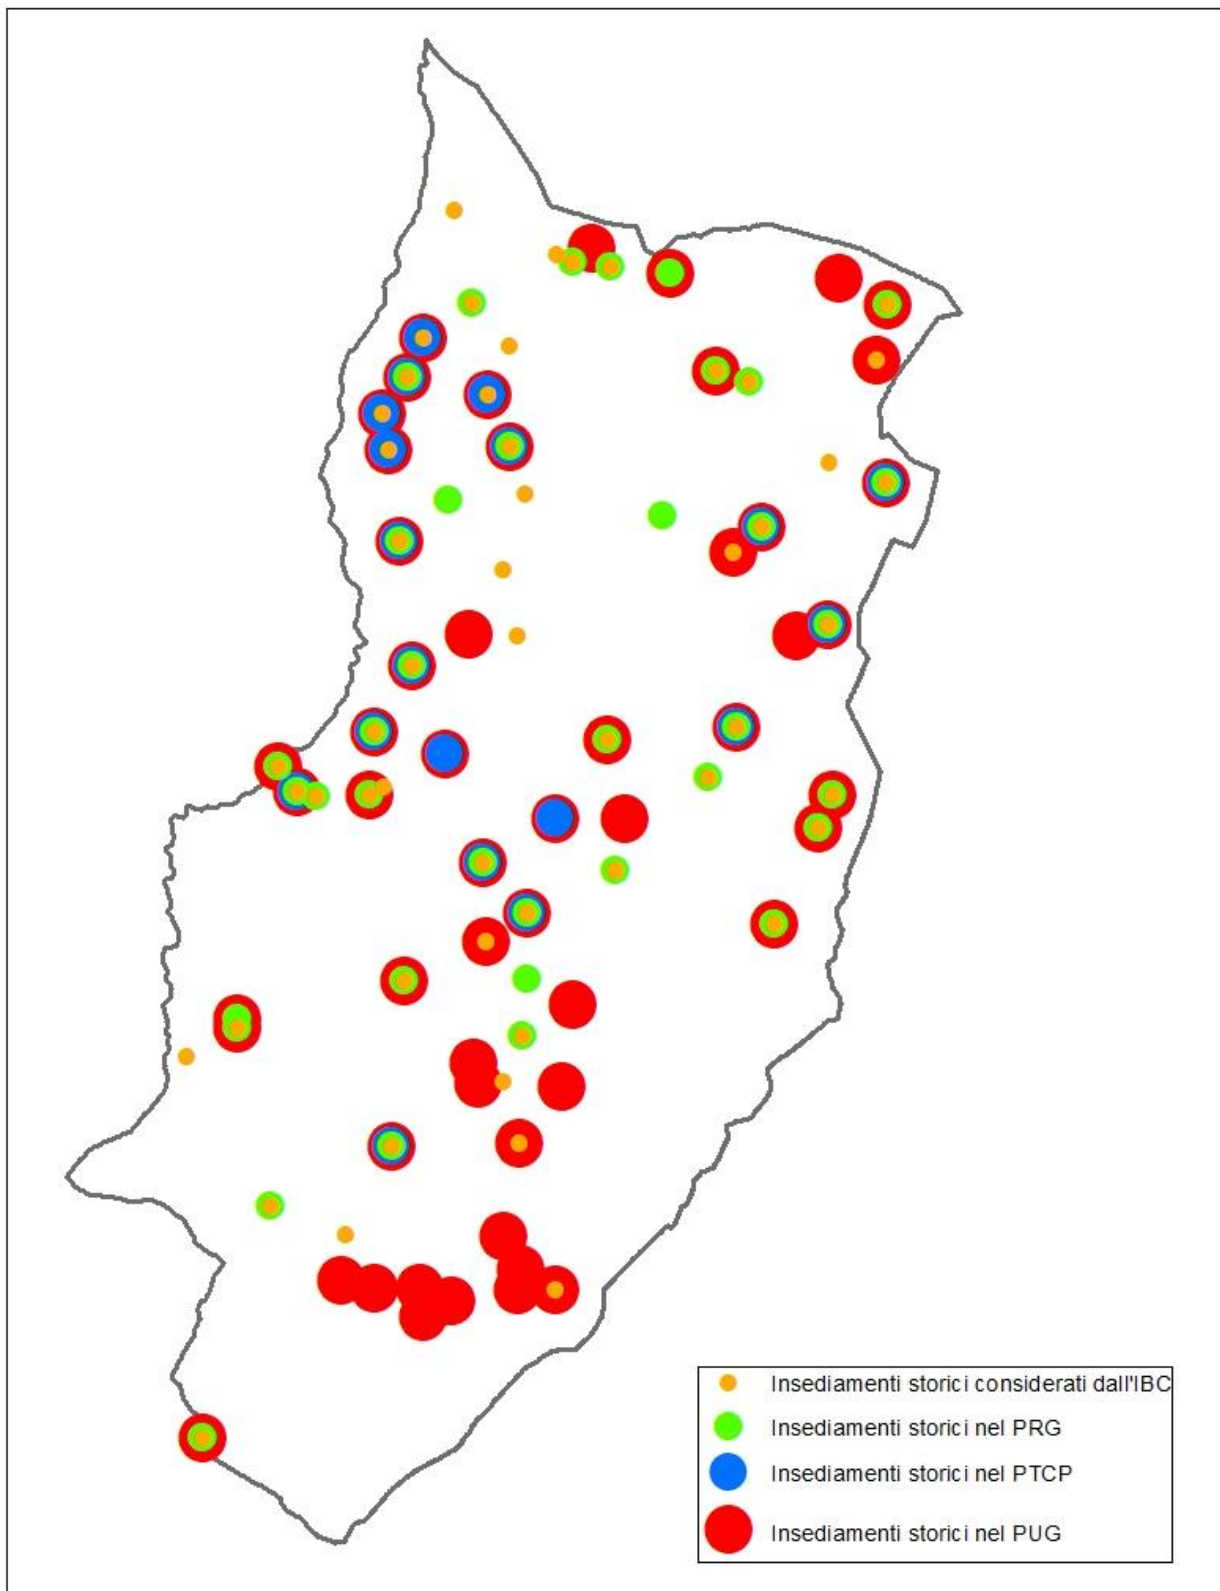 Insediamenti storici considerati dall'IBC
Insediamenti storici nel PRG
Insediamenti storici nel PTCP
Insediamenti storici nel PUG